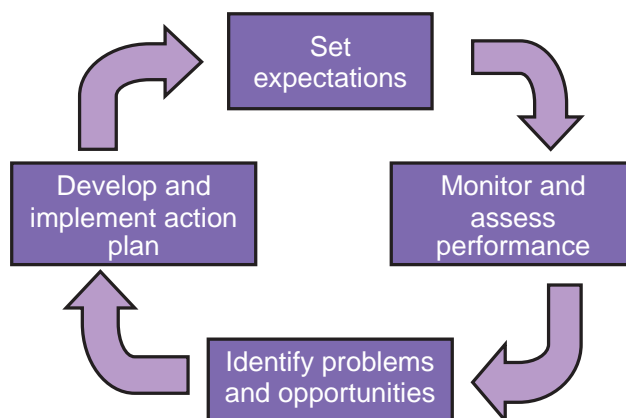 Set
expectations
Develop and
implement action
plan
Monitor and
assess
performance
Identify problems
and opportunities